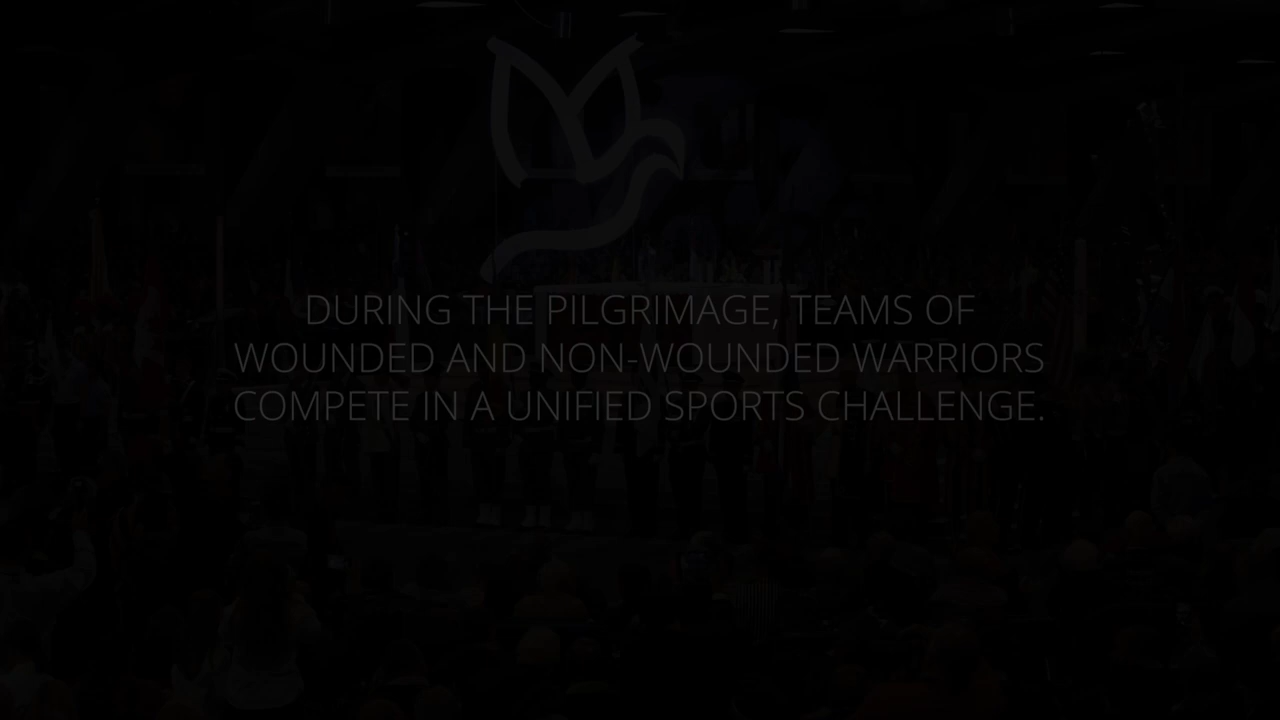 DURING THE PILGRIMAGE, TEAMS OF
WOUNDED AND NON-WOUNDED WARRIORS
COMPETE IN A UNIFIED SPORTS CHALLENGE.